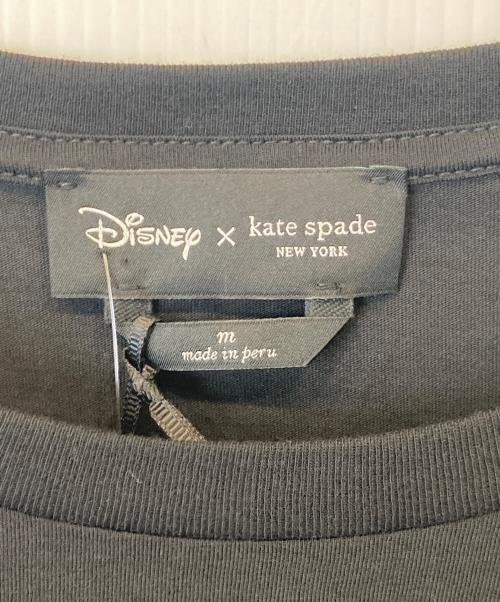 Disney × kate spade
NEW YORK
m
made in peru